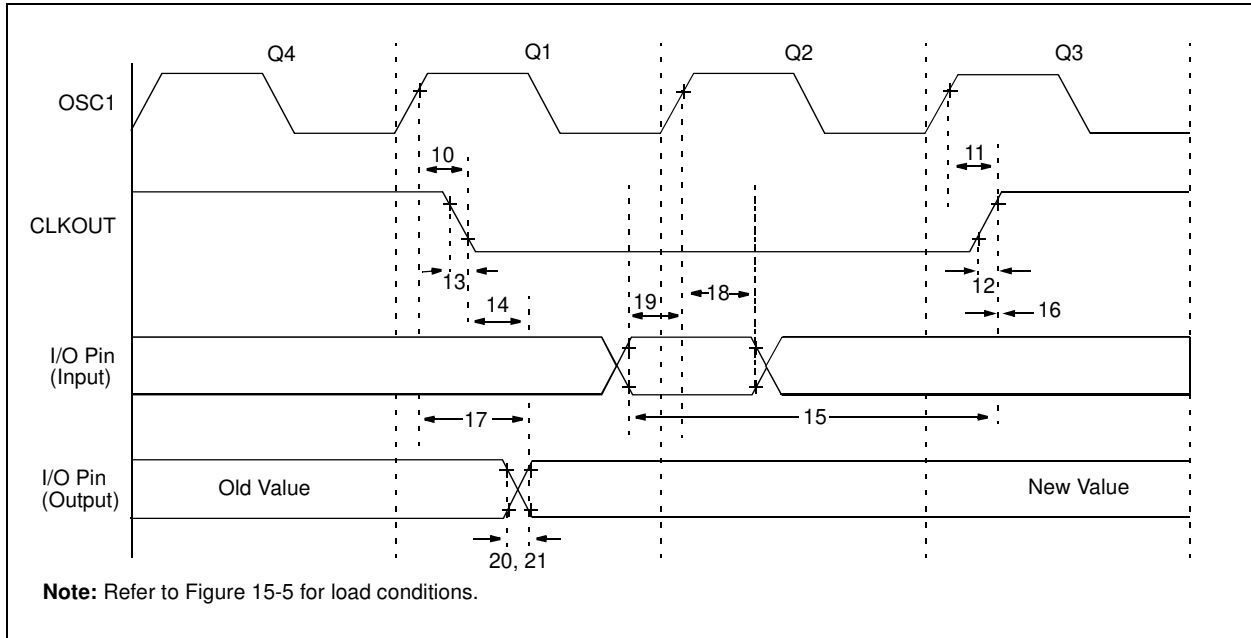 Q4 Q1 Q2 Q3
OSC1
10 11
CLKOUT
13 12
14 19 18 16
I/O Pin
(Input)
17 15
I/O Pin
(Output)
Old Value New Value
20, 21
Note: Refer to Figure 15-5 for load conditions.